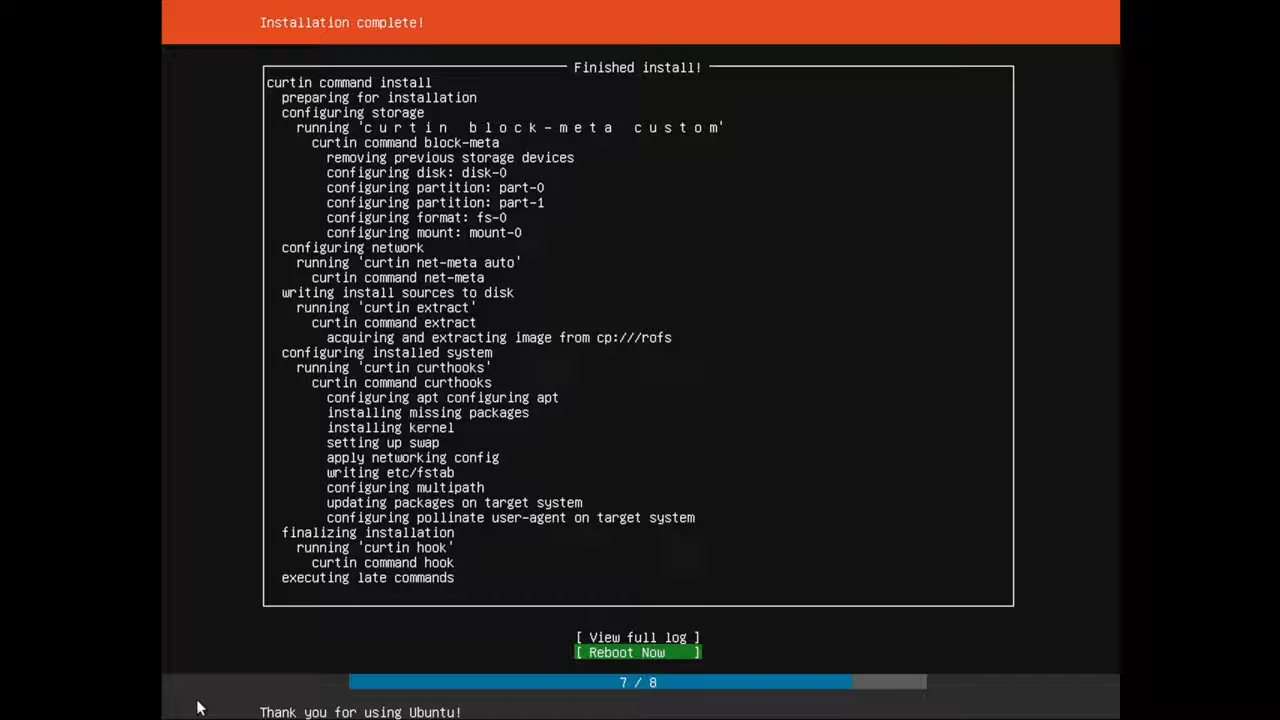 Installation complete!
Finished install!
curtin command install
preparing for installation
configuring storage
running 'c u r t i n   b l o c k - m e t a   c u s t o m'
curtin command block-meta
removing previous storage devices
configuring disk: disk-0
configuring partition: part-0
configuring partition: part-1
configuring format: fs-0
configuring mount: mount-0
configuring network
running 'curtin net-meta auto'
curtin command net-meta
writing install sources to disk
running 'curtin extract'
curtin command extract
acquiring and extracting image from cp:///rofs
configuring installed system
running 'curtin curthooks'
curtin command curthooks
configuring apt configuring apt
installing missing packages
installing kernel
setting up swap
apply networking config
writing etc/fstab
configuring multipath
updating packages on target system
configuring pollinate user-agent on target system
finalizing installation
running 'curtin hook'
curtin command hook
executing late commands
[ View full log ]
[ Reboot Now ]
7 / 8
Thank you for using Ubuntu!